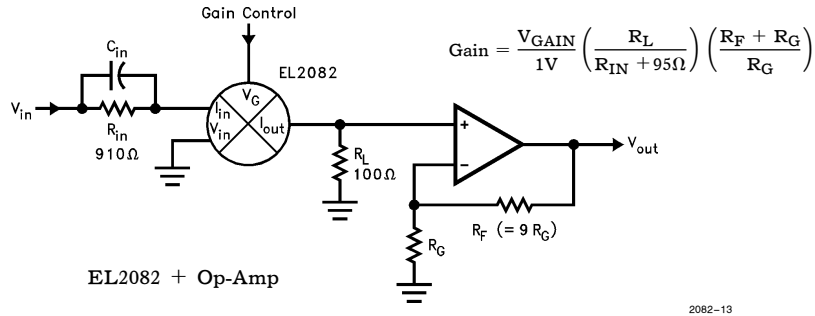 Gain Control
Gain = V_GAIN / 1V (R_L / R_IN + 95Ω) (R_F + R_G / R_G)
C_in
EL2082
V_in
R_in
910Ω
V_G
I_in
V_in
I_out
R_L
100Ω
+
−
V_out
R_F (= 9 R_G)
R_G
EL2082 + Op-Amp
2082–13